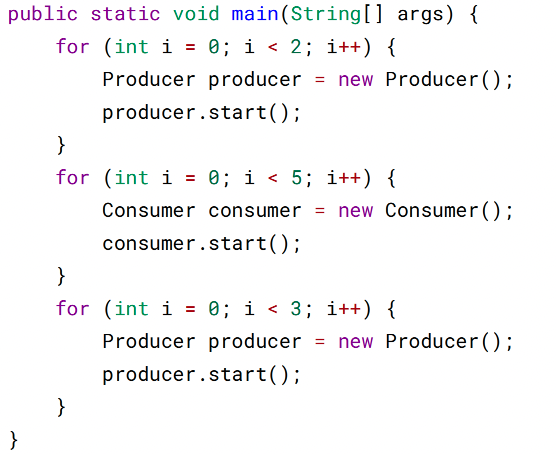 public static void main(String[] args) {
    for (int i = 0; i < 2; i++) {
        Producer producer = new Producer();
        producer.start();
    }
    for (int i = 0; i < 5; i++) {
        Consumer consumer = new Consumer();
        consumer.start();
    }
    for (int i = 0; i < 3; i++) {
        Producer producer = new Producer();
        producer.start();
    }
}